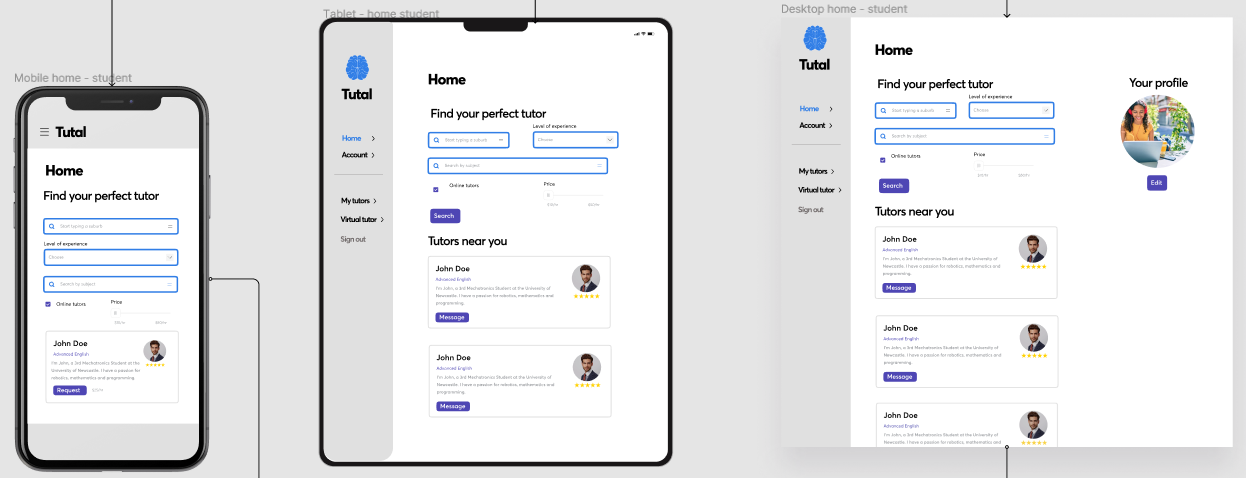 Mobile home - student
Tutal
Home
Find your perfect tutor
Start typing a suburb
Level of experience
Choose
Search by subject
Online tutors
Price
John Doe
Advanced English
I'm John, a 3rd Mechatronics Student at the
University of Newcastle. I have a passion for
robotics, mathematics and programming.
Request
Tablet - home student
Tutal
Home
Account
My tutors
Virtual tutor
Sign out
Home
Find your perfect tutor
Level of experience
Start typing a suburb
Choose
Search by subject
Online tutors
Price
Search
Tutors near you
John Doe
Advanced English
I'm John, a 3rd Mechatronics Student at the University of
Newcastle. I have a passion for robotics, mathematics and
programming.
Message
John Doe
Advanced English
I'm John, a 3rd Mechatronics Student at the University of
Newcastle. I have a passion for robotics, mathematics and
programming.
Message
Desktop home - student
Tutal
Home
Account
My tutors
Virtual tutor
Sign out
Home
Find your perfect tutor
Level of experience
Start typing a suburb
Choose
Search by subject
Online tutors
Price
Search
Tutors near you
John Doe
Advanced English
I'm John, a 3rd Mechatronics Student at the University of
Newcastle. I have a passion for robotics, mathematics and
programming.
Message
John Doe
Advanced English
I'm John, a 3rd Mechatronics Student at the University of
Newcastle. I have a passion for robotics, mathematics and
programming.
Message
John Doe
Advanced English
I'm John, a 3rd Mechatronics Student at the University of
Your profile
Edit